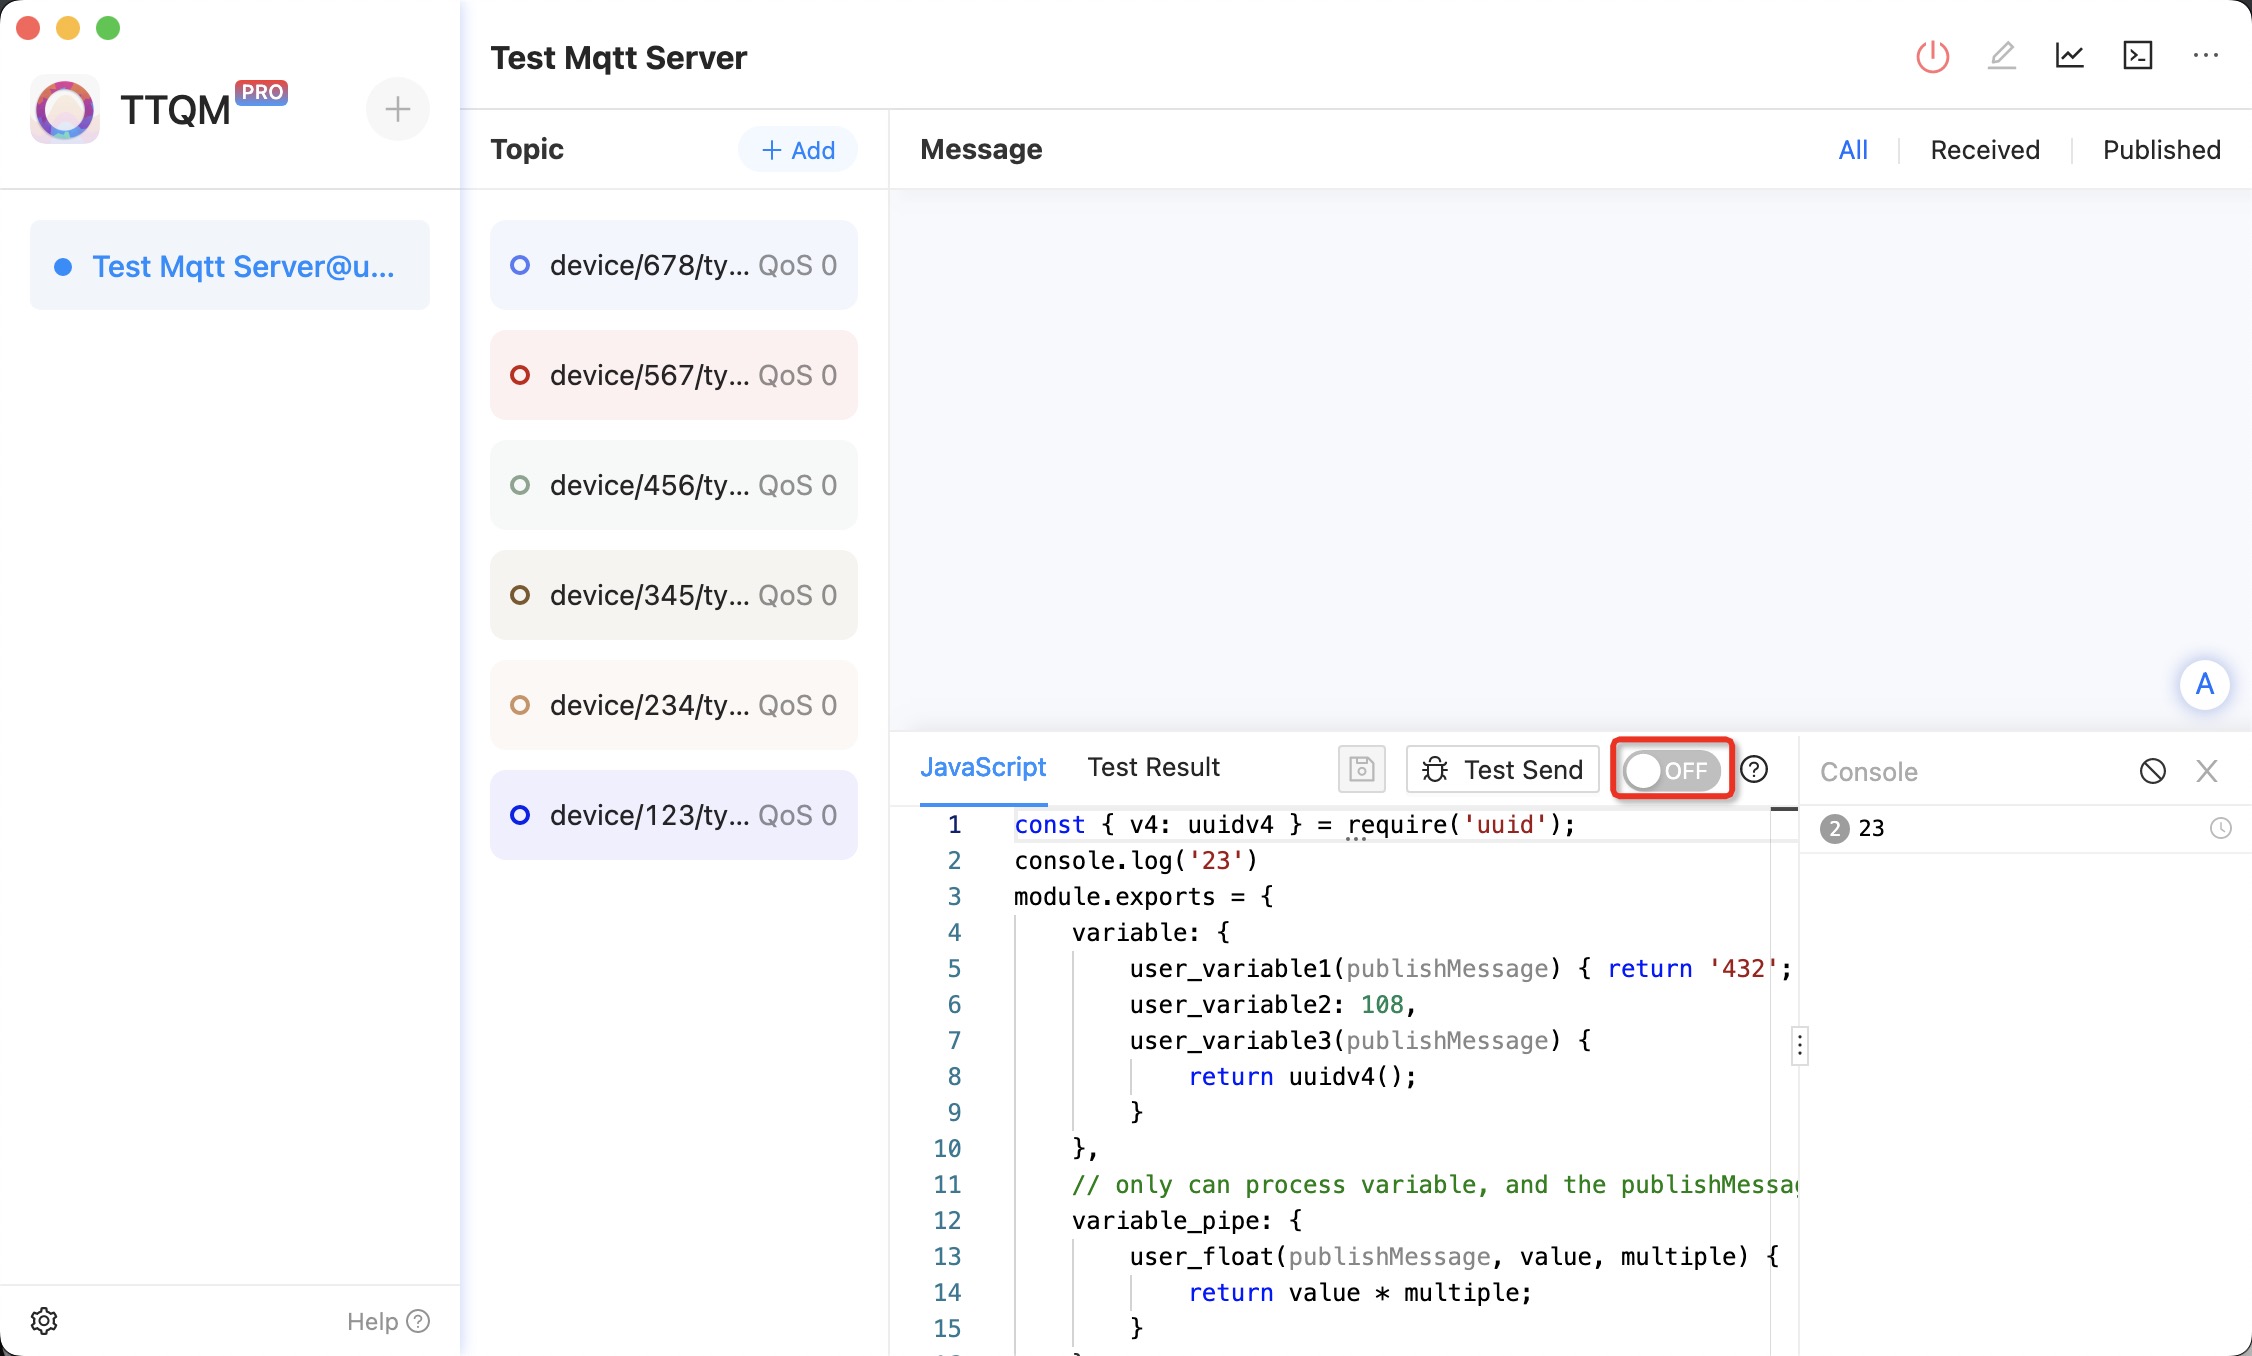 TTQM PRO
Test Mqtt Server@u...
Help
Test Mqtt Server
Topic
Add
device/678/ty... QoS 0
device/567/ty... QoS 0
device/456/ty... QoS 0
device/345/ty... QoS 0
device/234/ty... QoS 0
device/123/ty... QoS 0
Message
All
Received
Published
A
JavaScript
Test Result
Test Send
OFF
1 const { v4: uuidv4 } = require('uuid');
2 console.log('23')
3 module.exports = {
4 variable: {
5 user_variable1(publishMessage) { return '432';
6 user_variable2: 108,
7 user_variable3(publishMessage) {
8 return uuidv4();
9 }
10 },
11 // only can process variable, and the publishMessag
12 variable_pipe: {
13 user_float(publishMessage, value, multiple) {
14 return value * multiple;
15 }
Console
2 23